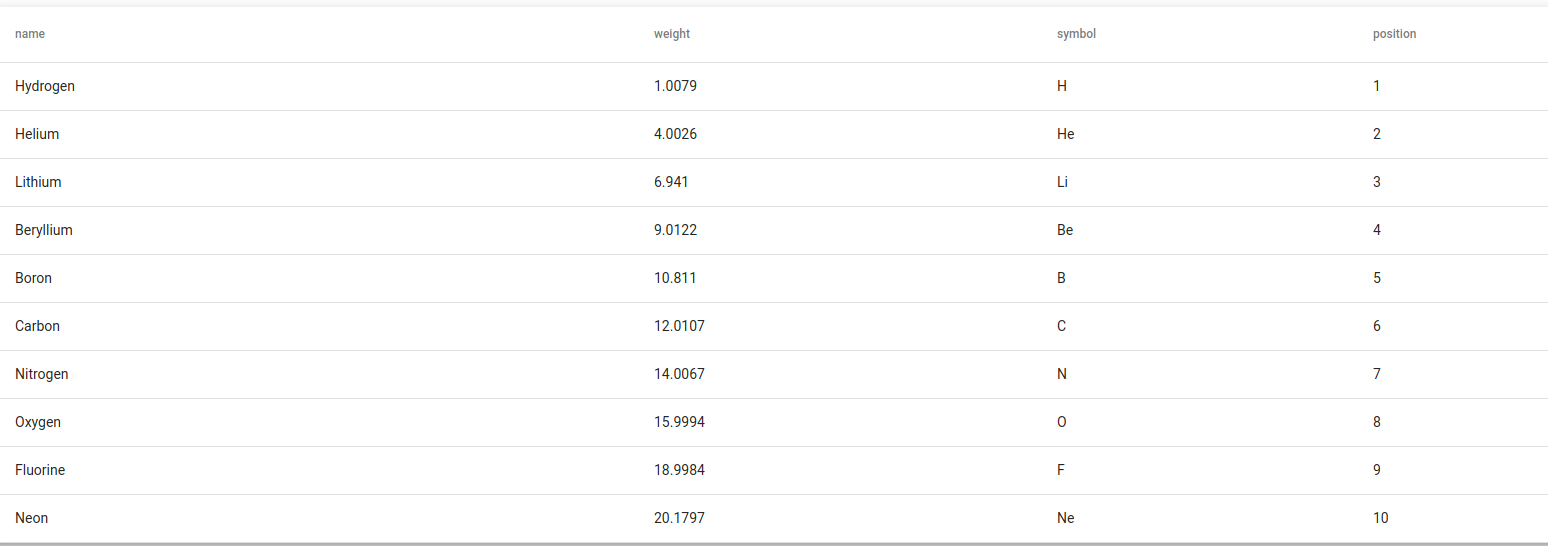 name weight symbol position
Hydrogen 1.0079 H 1
Helium 4.0026 He 2
Lithium 6.941 Li 3
Beryllium 9.0122 Be 4
Boron 10.811 B 5
Carbon 12.0107 C 6
Nitrogen 14.0067 N 7
Oxygen 15.9994 O 8
Fluorine 18.9984 F 9
Neon 20.1797 Ne 10